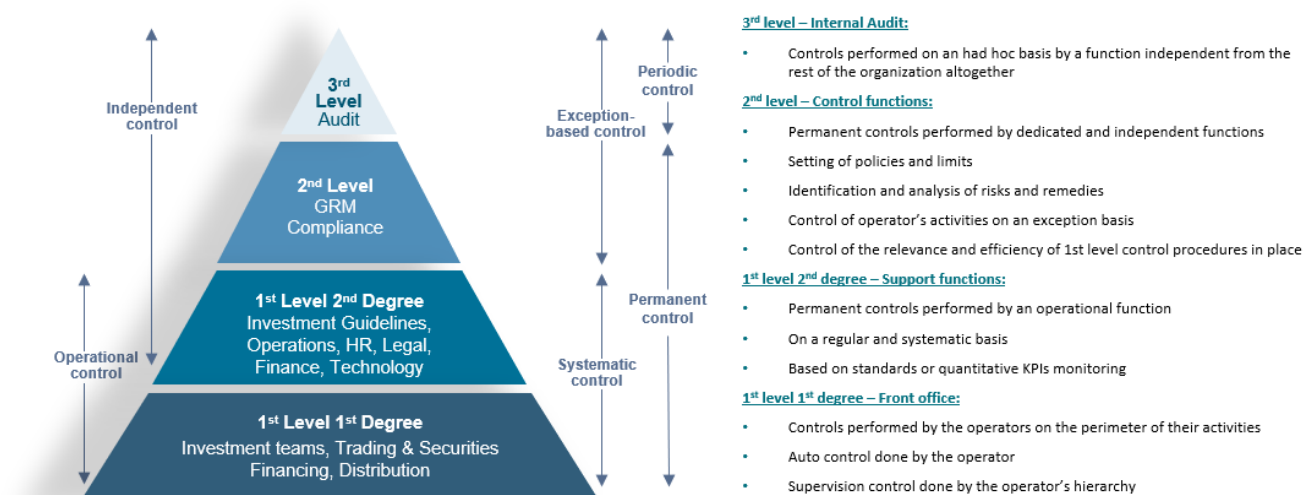 3rd
Level
Audit
2nd Level
GRM
Compliance
1st Level 2nd Degree
Investment Guidelines,
Operations, HR, Legal,
Finance, Technology
1st Level 1st Degree
Investment teams, Trading & Securities
Financing, Distribution
Independent
control
Operational
control
Exception-
based control
Systematic
control
Periodic
control
Permanent
control
3rd level – Internal Audit:
• Controls performed on an had hoc basis by a function independent from the
rest of the organization altogether
2nd level – Control functions:
• Permanent controls performed by dedicated and independent functions
• Setting of policies and limits
• Identification and analysis of risks and remedies
• Control of operator’s activities on an exception basis
• Control of the relevance and efficiency of 1st level control procedures in place
1st level 2nd degree – Support functions:
• Permanent controls performed by an operational function
• On a regular and systematic basis
• Based on standards or quantitative KPIs monitoring
1st level 1st degree – Front office:
• Controls performed by the operators on the perimeter of their activities
• Auto control done by the operator
• Supervision control done by the operator’s hierarchy